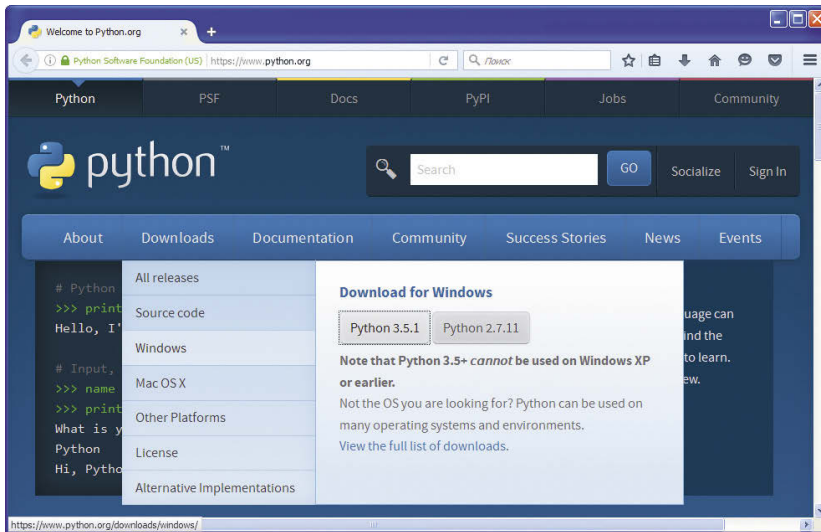 Welcome to Python.org
Python Software Foundation (US) https://www.python.org Поиск
Python PSF Docs PyPI Jobs Community
python™
Search GO Socialize Sign In
About Downloads Documentation Community Success Stories News Events
# Python
>>> print
Hello, I'
# Input,
>>> name
>>> print
What is y
Python
Hi, Pytho
All releases
Source code
Windows
Mac OS X
Other Platforms
License
Alternative Implementations
Download for Windows
Python 3.5.1 Python 2.7.11
Note that Python 3.5+ cannot be used on Windows XP
or earlier.
Not the OS you are looking for? Python can be used on
many operating systems and environments.
View the full list of downloads.
uage can
ind the
to learn.
ew.
https://www.python.org/downloads/windows/